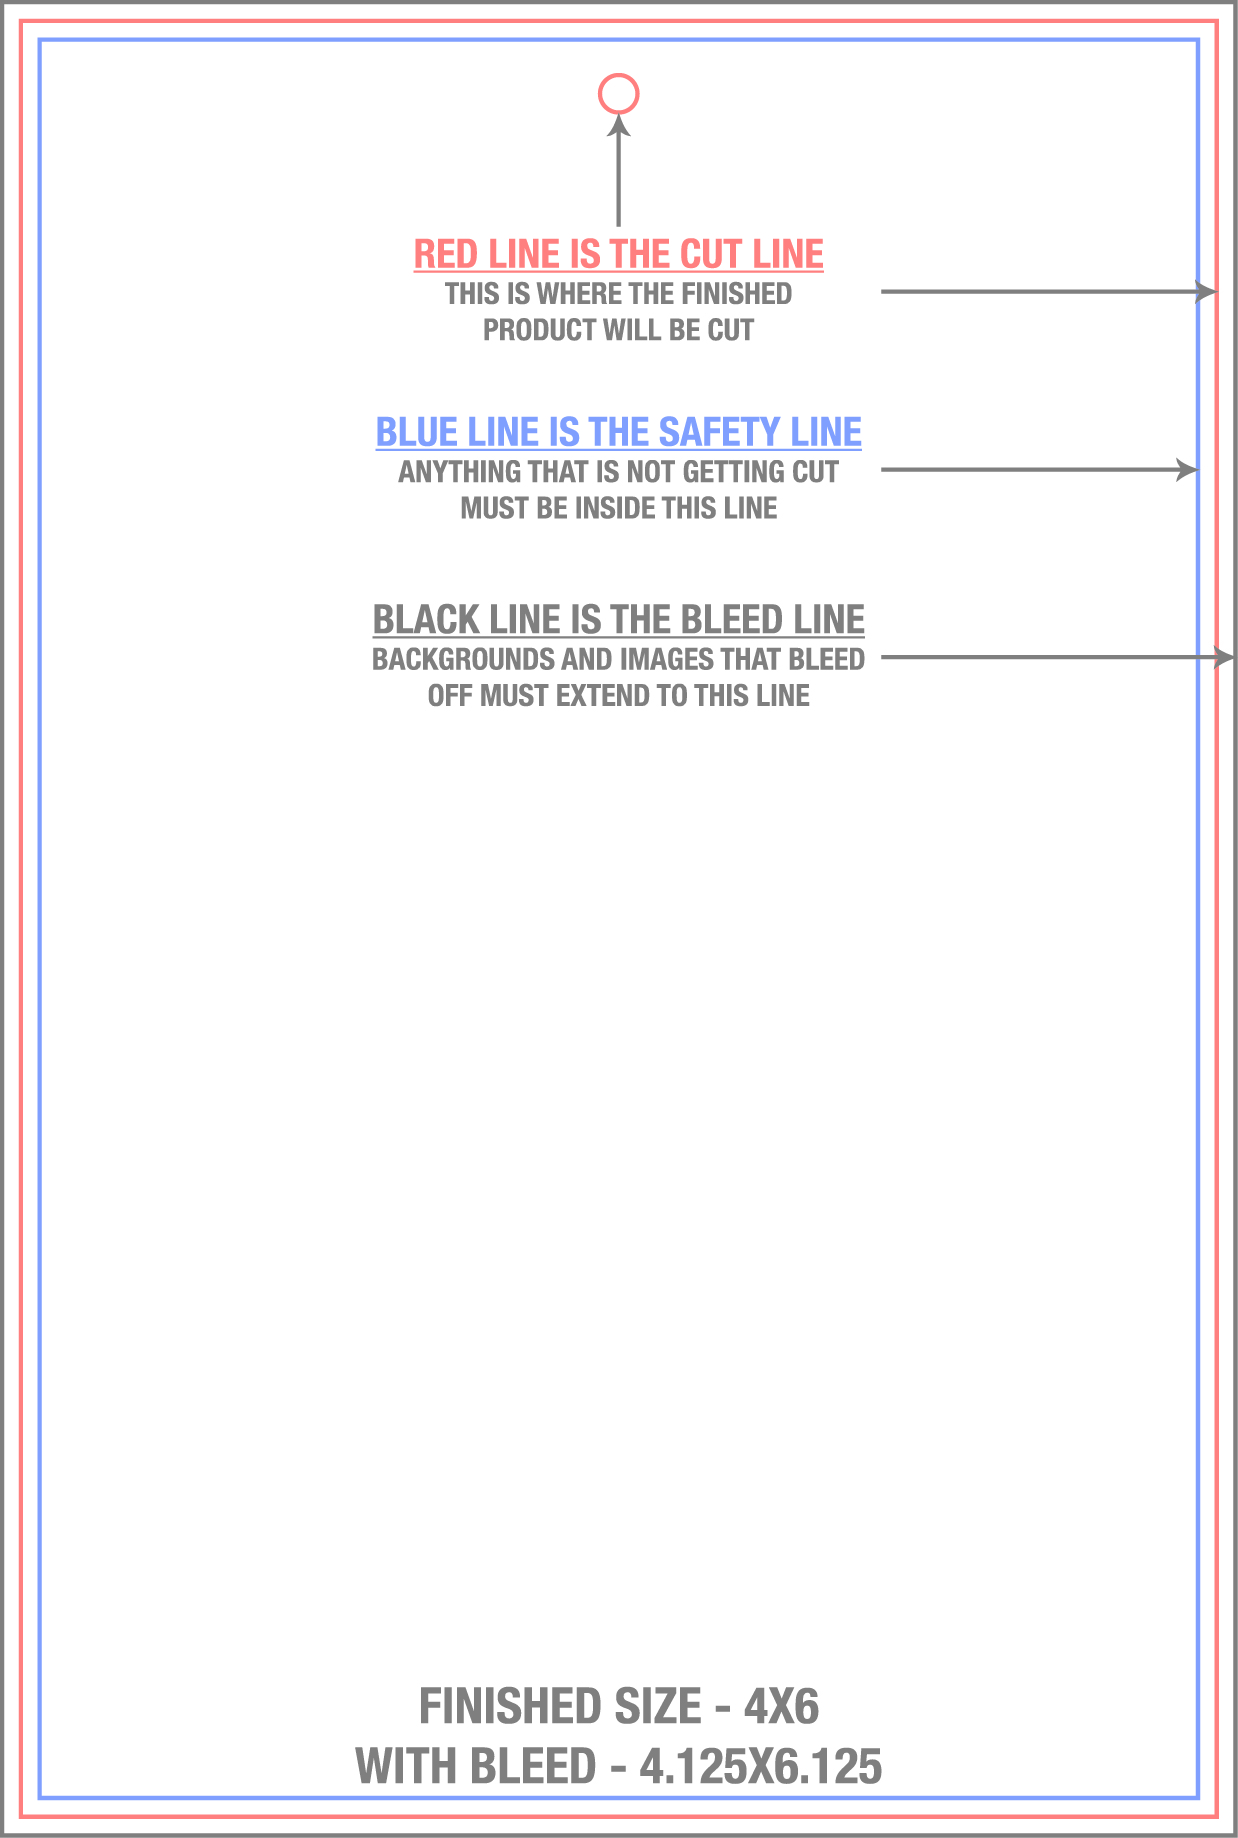 RED LINE IS THE CUT LINE
THIS IS WHERE THE FINISHED
PRODUCT WILL BE CUT
BLUE LINE IS THE SAFETY LINE
ANYTHING THAT IS NOT GETTING CUT
MUST BE INSIDE THIS LINE
BLACK LINE IS THE BLEED LINE
BACKGROUNDS AND IMAGES THAT BLEED
OFF MUST EXTEND TO THIS LINE
FINISHED SIZE - 4X6
WITH BLEED - 4.125X6.125